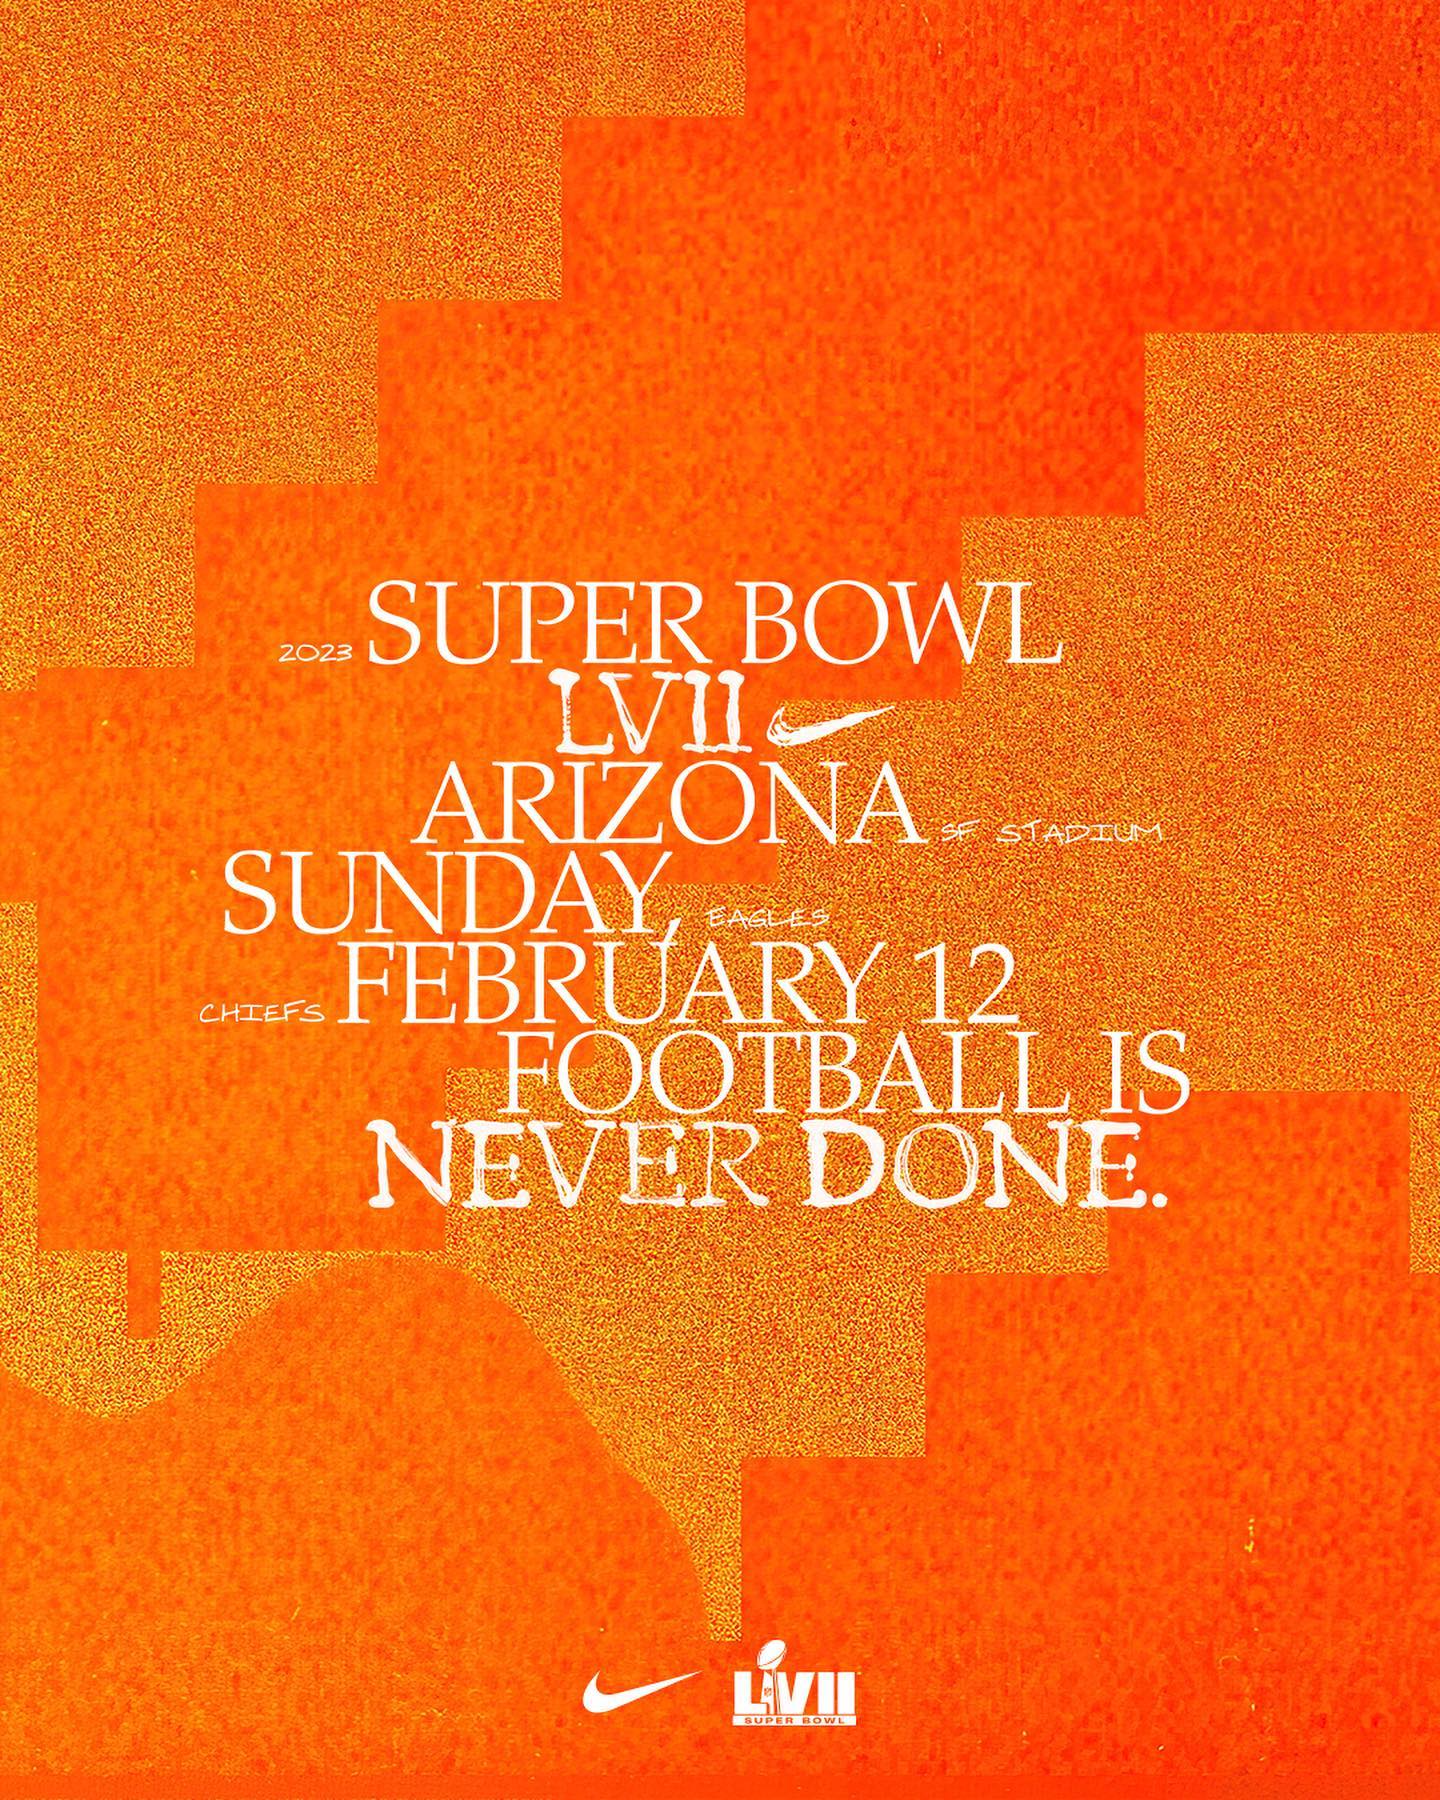 2023 SUPER BOWL
LVII
ARIZONA SF STADIUM
SUNDAY, EAGLES
CHIEFS FEBRUARY 12
FOOTBALL IS
NEVER DONE.
LVII
SUPER BOWL